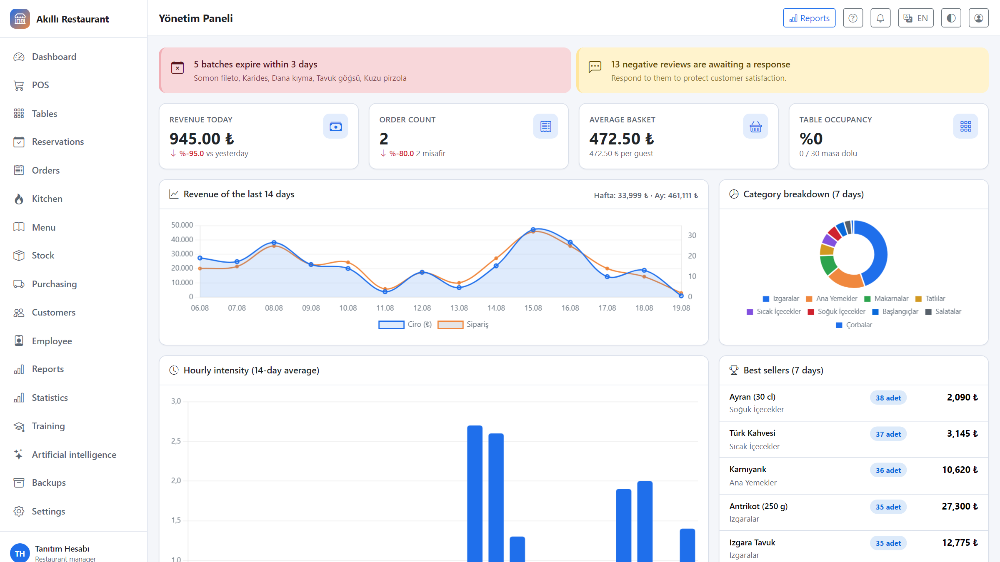 Akıllı Restaurant
Dashboard
POS
Tables
Reservations
Orders
Kitchen
Menu
Stock
Purchasing
Customers
Employee
Reports
Statistics
Training
Artificial intelligence
Backups
Settings
TH
Tanıtım Hesabı
Restaurant manager
Yönetim Paneli
Reports
EN
5 batches expire within 3 days
Somon fileto, Karides, Dana kıyma, Tavuk göğsü, Kuzu pirzola
13 negative reviews are awaiting a response
Respond to them to protect customer satisfaction.
REVENUE TODAY
945.00 ₺
%-95.0 vs yesterday
ORDER COUNT
2
%-80.0 2 misafir
AVERAGE BASKET
472.50 ₺
472.50 ₺ per guest
TABLE OCCUPANCY
%0
0 / 30 masa dolu
Revenue of the last 14 days
Hafta: 33,999 ₺ · Ay: 461,111 ₺
50.000
40.000
30.000
20.000
10.000
0
30
20
10
0
06.08 07.08 08.08 09.08 10.08 11.08 12.08 13.08 14.08 15.08 16.08 17.08 18.08 19.08
Ciro (₺) Sipariş
Category breakdown (7 days)
Izgaralar Ana Yemekler Makarnalar Tatlılar
Sıcak İçecekler Soğuk İçecekler Başlangıçlar Salatalar
Çorbalar
Hourly intensity (14-day average)
3,0
2,5
2,0
1,5
1,0
Best sellers (7 days)
Ayran (30 cl) 38 adet 2,090 ₺
Soğuk İçecekler
Türk Kahvesi 37 adet 3,145 ₺
Sıcak İçecekler
Karnıyarık 36 adet 10,620 ₺
Ana Yemekler
Antrikot (250 g) 35 adet 27,300 ₺
Izgaralar
Izgara Tavuk 35 adet 12,775 ₺
Izgaralar